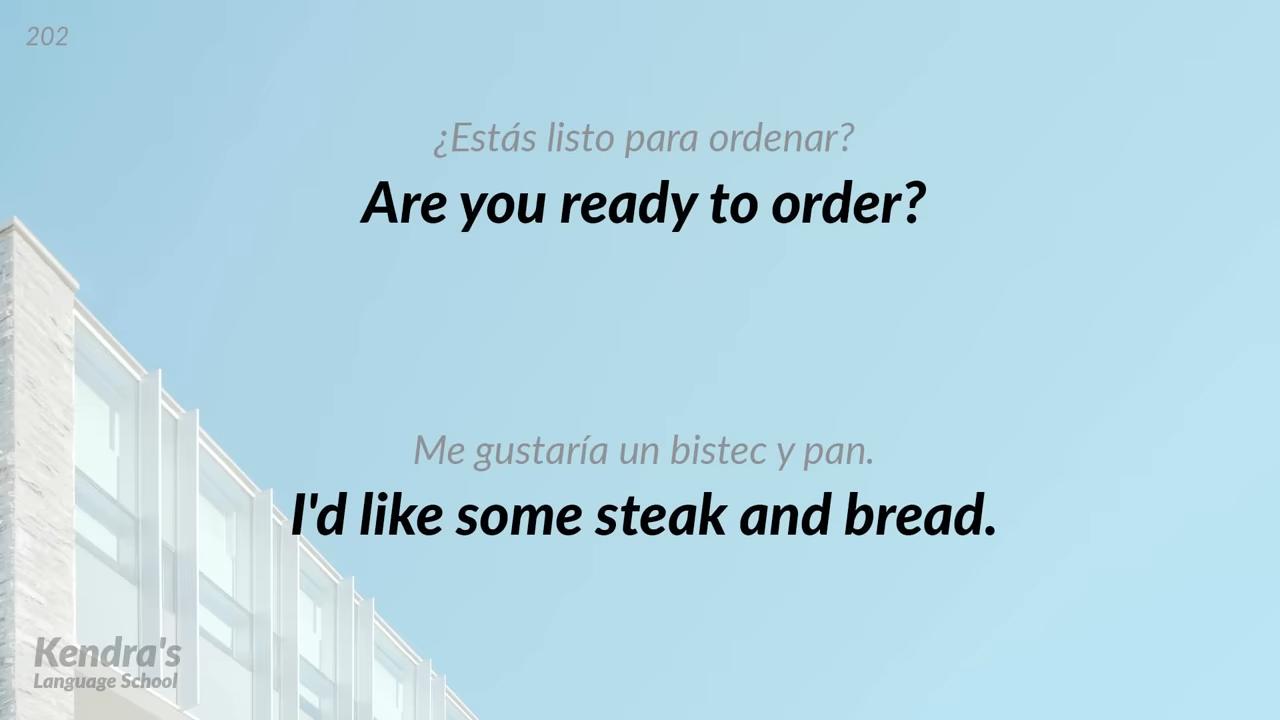 202
¿Estás listo para ordenar?
Are you ready to order?
Me gustaría un bistec y pan.
I'd like some steak and bread.
Kendra's
Language School